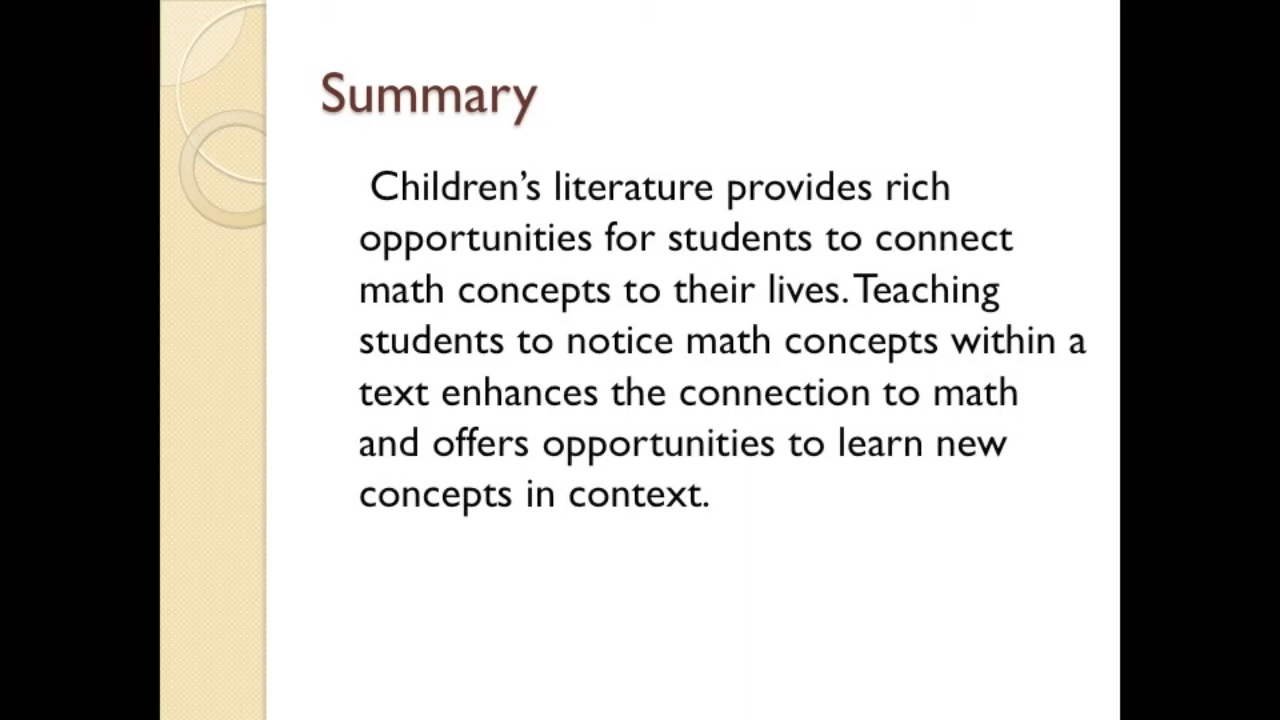 Summary
Children’s literature provides rich
opportunities for students to connect
math concepts to their lives. Teaching
students to notice math concepts within a
text enhances the connection to math
and offers opportunities to learn new
concepts in context.